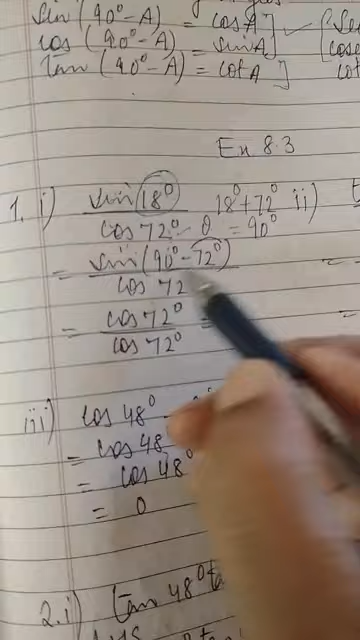 sin (90° - A) = cos A
cos (90° - A) = sin A
tan (90° - A) = cot A
Ex. 8.3
1. i) sin 18° 18° + 72° ii)
cos 72° θ = 90°
= sin (90° - 72°)
cos 72
= cos 72° =
cos 72°
iii) cos 48° -
= cos 48
= cos 48°
= 0
2. i) tan 48°